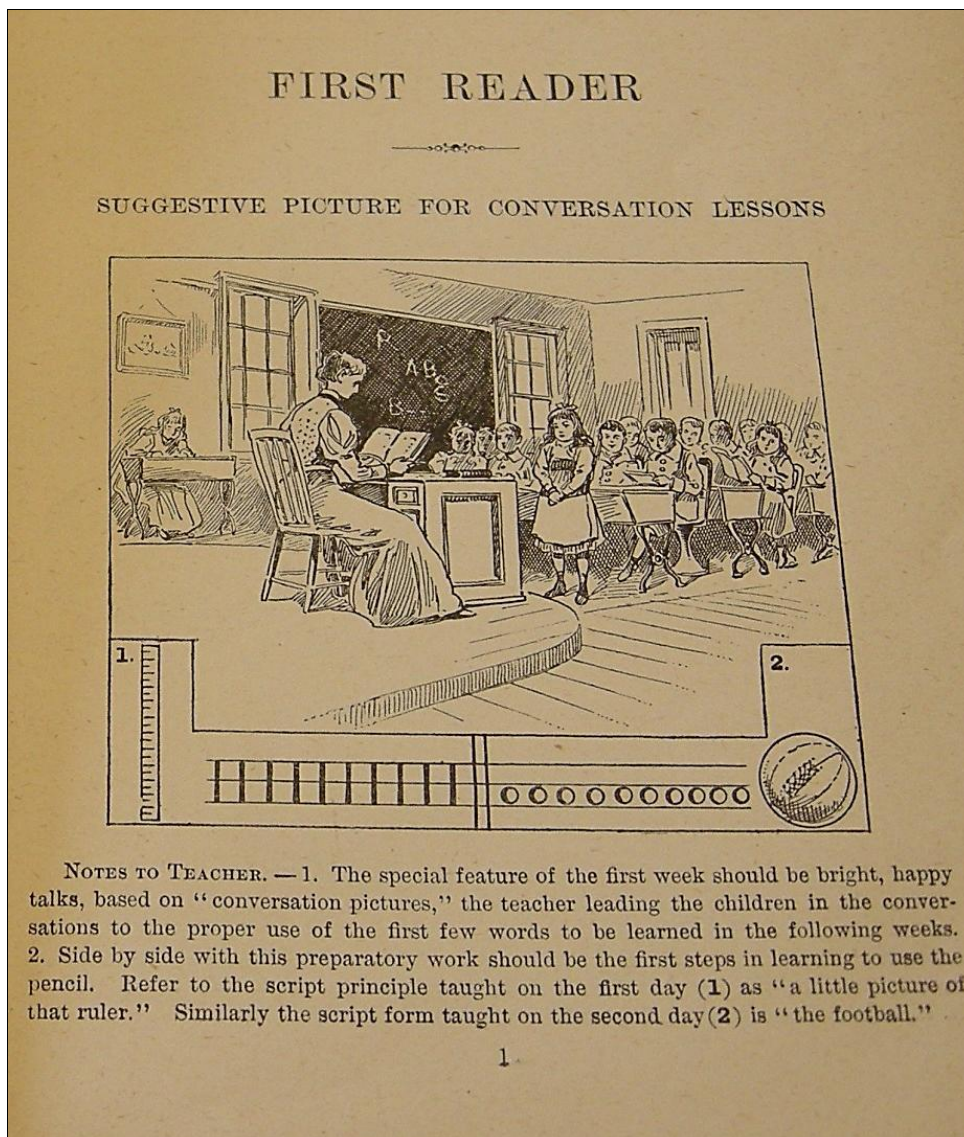 FIRST READER
SUGGESTIVE PICTURE FOR CONVERSATION LESSONS
P
A B
B
1.
2.
NOTES TO TEACHER. — 1. The special feature of the first week should be bright, happy
talks, based on “conversation pictures,” the teacher leading the children in the conver-
sations to the proper use of the first few words to be learned in the following weeks.
2. Side by side with this preparatory work should be the first steps in learning to use the
pencil. Refer to the script principle taught on the first day (1) as “a little picture of
that ruler.” Similarly the script form taught on the second day (2) is “the football.”
1